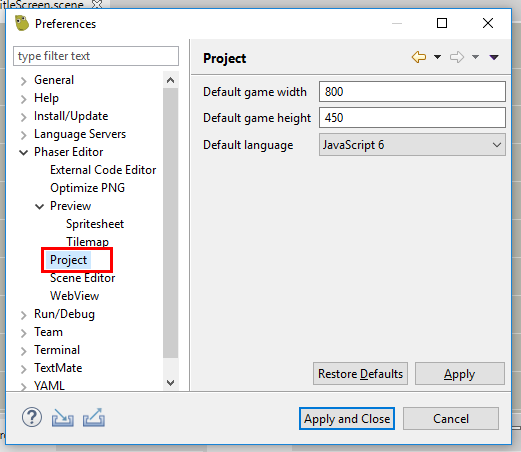 itleScreen.scene
Preferences
type filter text
General
Help
Install/Update
Language Servers
Phaser Editor
External Code Editor
Optimize PNG
Preview
Spritesheet
Tilemap
Project
Scene Editor
WebView
Run/Debug
Team
Terminal
TextMate
YAML
Project
Default game width 800
Default game height 450
Default language JavaScript 6
Restore Defaults Apply
Apply and Close Cancel